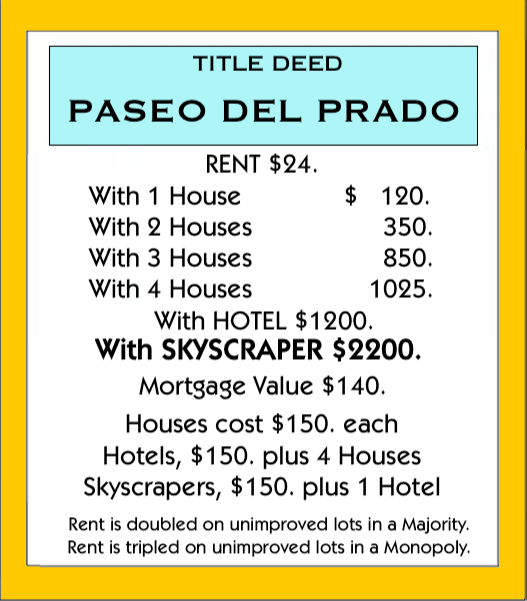 TITLE DEED
PASEO DEL PRADO
RENT $24.
With 1 House $ 120.
With 2 Houses 350.
With 3 Houses 850.
With 4 Houses 1025.
With HOTEL $1200.
With SKYSCRAPER $2200.
Mortgage Value $140.
Houses cost $150. each
Hotels, $150. plus 4 Houses
Skyscrapers, $150. plus 1 Hotel
Rent is doubled on unimproved lots in a Majority.
Rent is tripled on unimproved lots in a Monopoly.